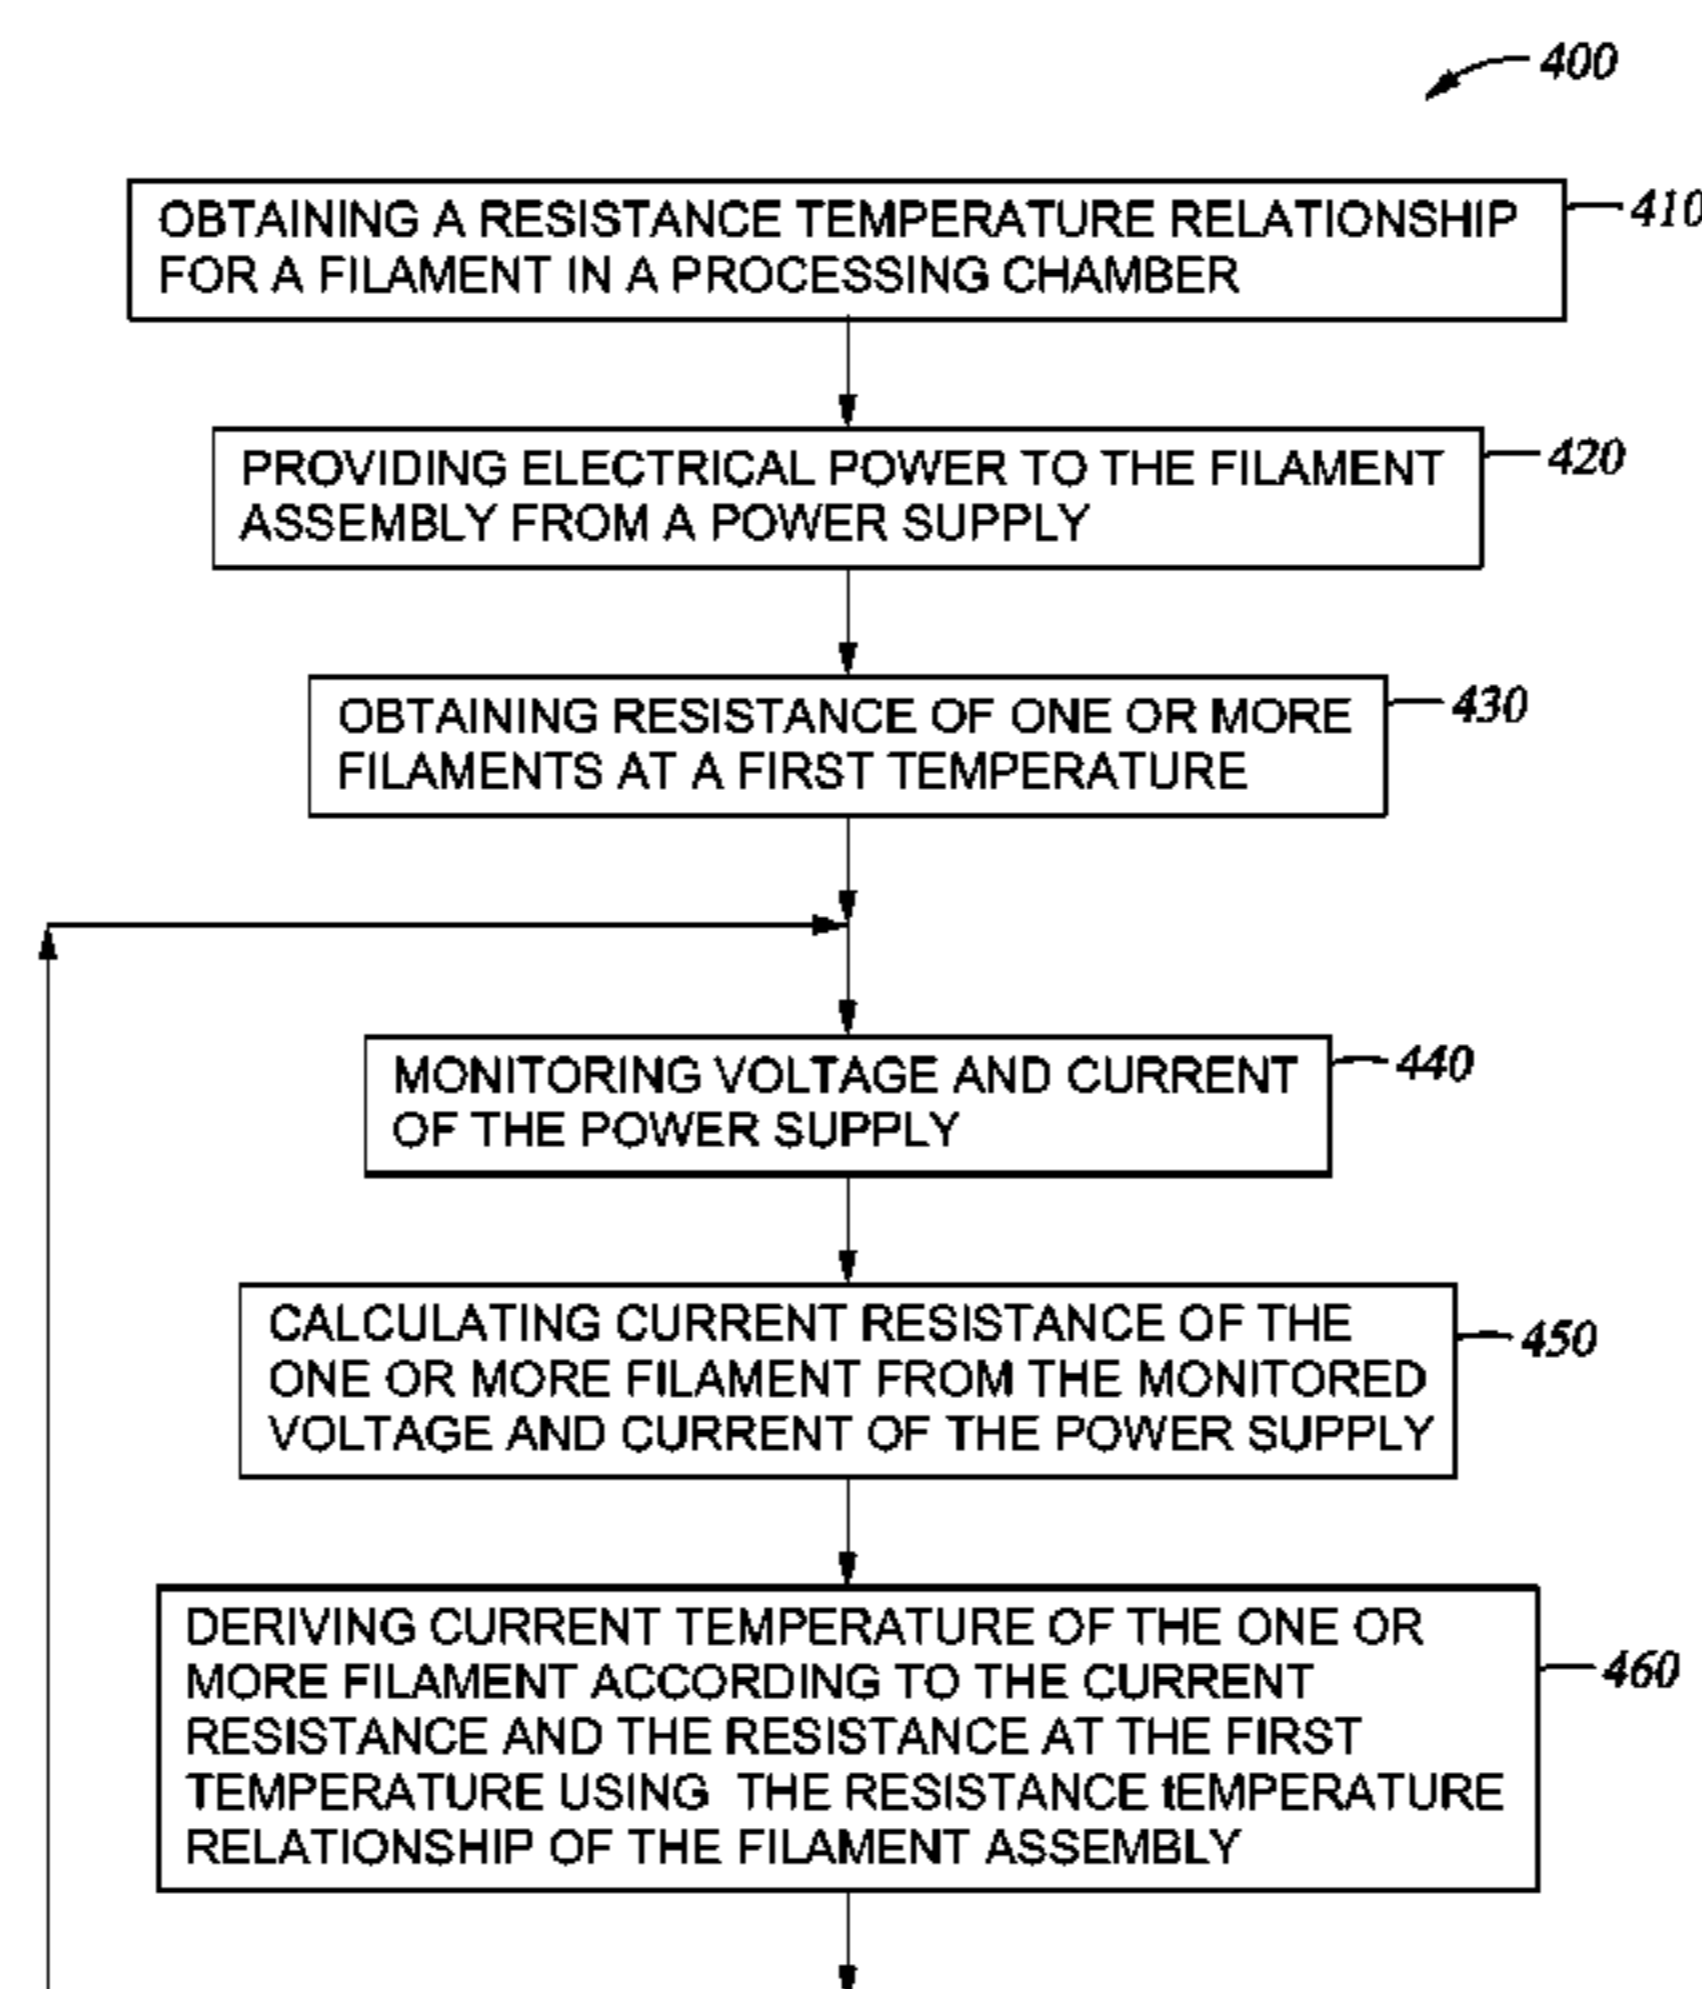 400
OBTAINING A RESISTANCE TEMPERATURE RELATIONSHIP
FOR A FILAMENT IN A PROCESSING CHAMBER
410
PROVIDING ELECTRICAL POWER TO THE FILAMENT
ASSEMBLY FROM A POWER SUPPLY
420
OBTAINING RESISTANCE OF ONE OR MORE
FILAMENTS AT A FIRST TEMPERATURE
430
MONITORING VOLTAGE AND CURRENT
OF THE POWER SUPPLY
440
CALCULATING CURRENT RESISTANCE OF THE
ONE OR MORE FILAMENT FROM THE MONITORED
VOLTAGE AND CURRENT OF THE POWER SUPPLY
450
DERIVING CURRENT TEMPERATURE OF THE ONE OR
MORE FILAMENT ACCORDING TO THE CURRENT
RESISTANCE AND THE RESISTANCE AT THE FIRST
TEMPERATURE USING THE RESISTANCE tEMPERATURE
RELATIONSHIP OF THE FILAMENT ASSEMBLY
460